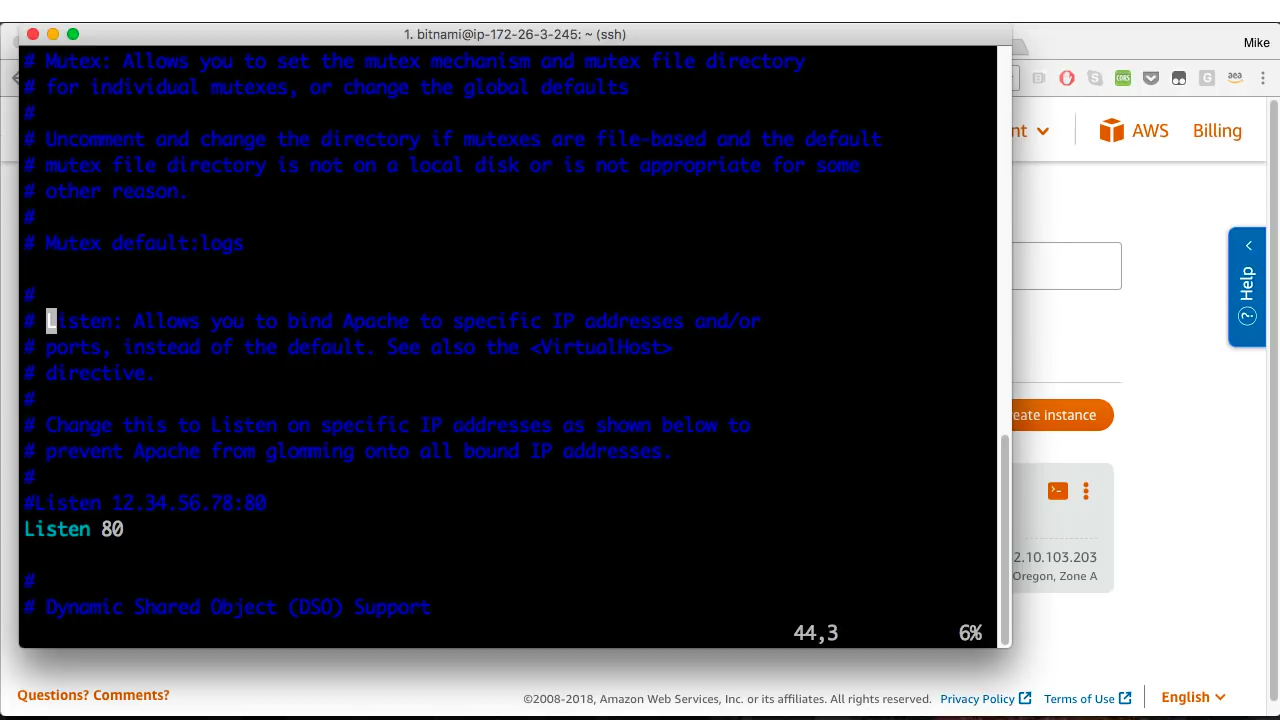 1. bitnami@ip-172-26-3-245: ~ (ssh)
Mike
# Mutex: Allows you to set the mutex mechanism and mutex file directory
# for individual mutexes, or change the global defaults
#
# Uncomment and change the directory if mutexes are file-based and the default
# mutex file directory is not on a local disk or is not appropriate for some
# other reason.
#
# Mutex default:logs
#
# Listen: Allows you to bind Apache to specific IP addresses and/or
# ports, instead of the default. See also the <VirtualHost>
# directive.
#
# Change this to Listen on specific IP addresses as shown below to
# prevent Apache from glomming onto all bound IP addresses.
#
#Listen 12.34.56.78:80
Listen 80
#
# Dynamic Shared Object (DSO) Support
44,3 6%
CORS
G
aea
nt
AWS
Billing
Help
eate instance
2.10.103.203
Oregon, Zone A
Questions? Comments?
©2008-2018, Amazon Web Services, Inc. or its affiliates. All rights reserved. Privacy Policy Terms of Use English